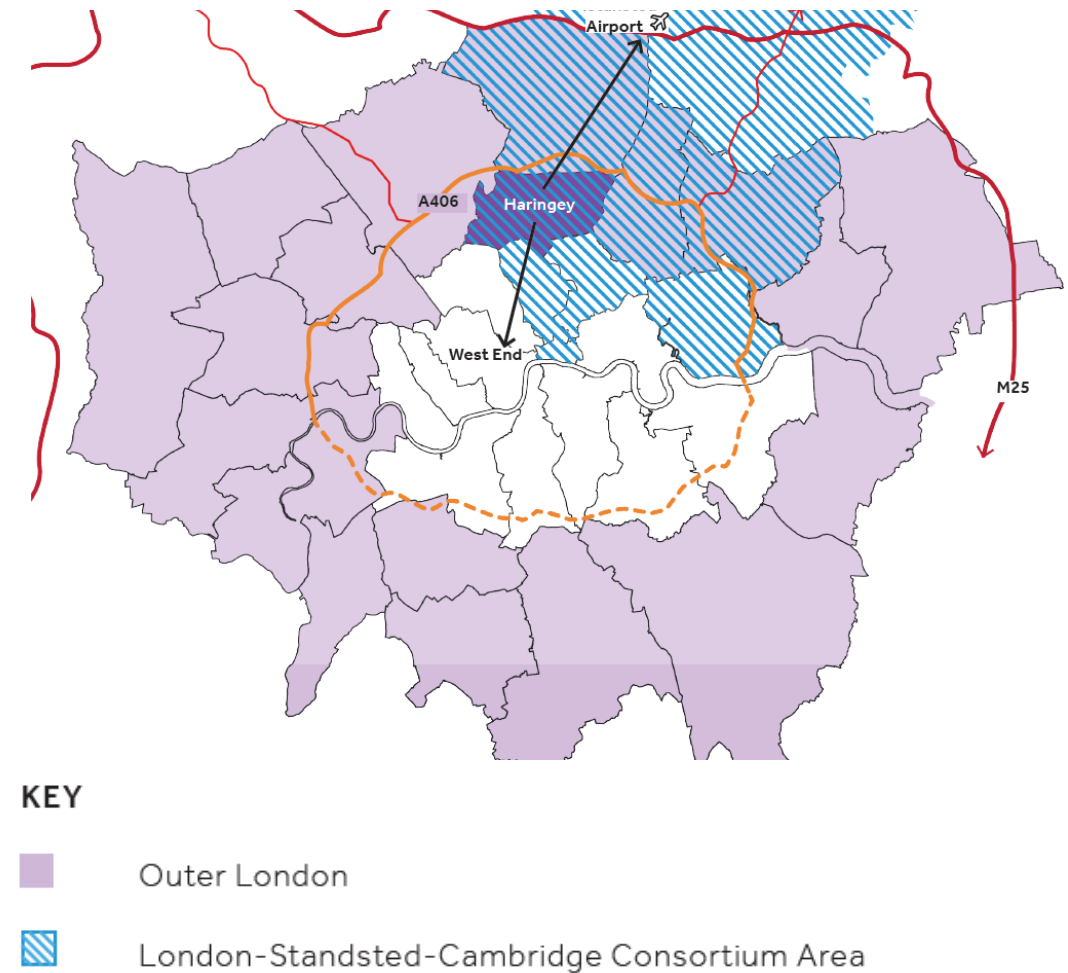 Airport
Haringey
A406
West End
M25
KEY
Outer London
London-Standsted-Cambridge Consortium Area